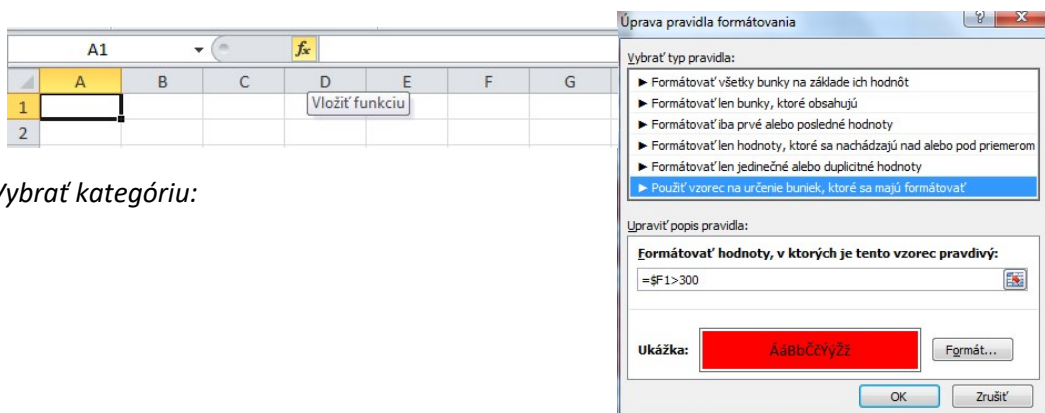 A1
fx
A B C D E F G
1
2
Vložiť funkciu
Vybrať kategóriu:
Úprava pravidla formátovania
Vybrať typ pravidla:
► Formátovať všetky bunky na základe ich hodnôt
► Formátovať len bunky, ktoré obsahujú
► Formátovať iba prvé alebo posledné hodnoty
► Formátovať len hodnoty, ktoré sa nachádzajú nad alebo pod priemerom
► Formátovať len jedinečné alebo duplicitné hodnoty
► Použiť vzorec na určenie buniek, ktoré sa majú formátovať
Upraviť popis pravidla:
Formátovať hodnoty, v ktorých je tento vzorec pravdivý:
=$F1>300
Ukážka:
ÁáBbČčÝýŽž
Formát...
OK
Zrušiť